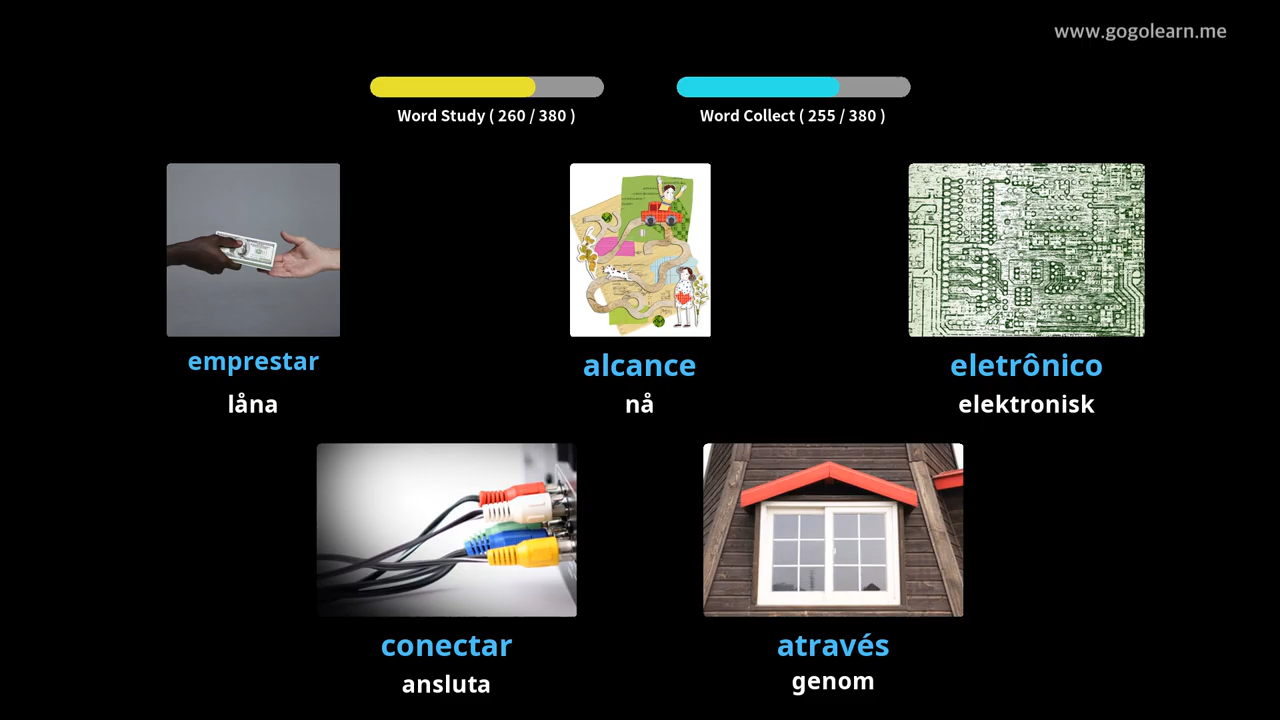 www.gogolearn.me
Word Study ( 260 / 380 )
Word Collect ( 255 / 380 )
emprestar
låna
alcance
nå
eletrônico
elektronisk
conectar
ansluta
através
genom